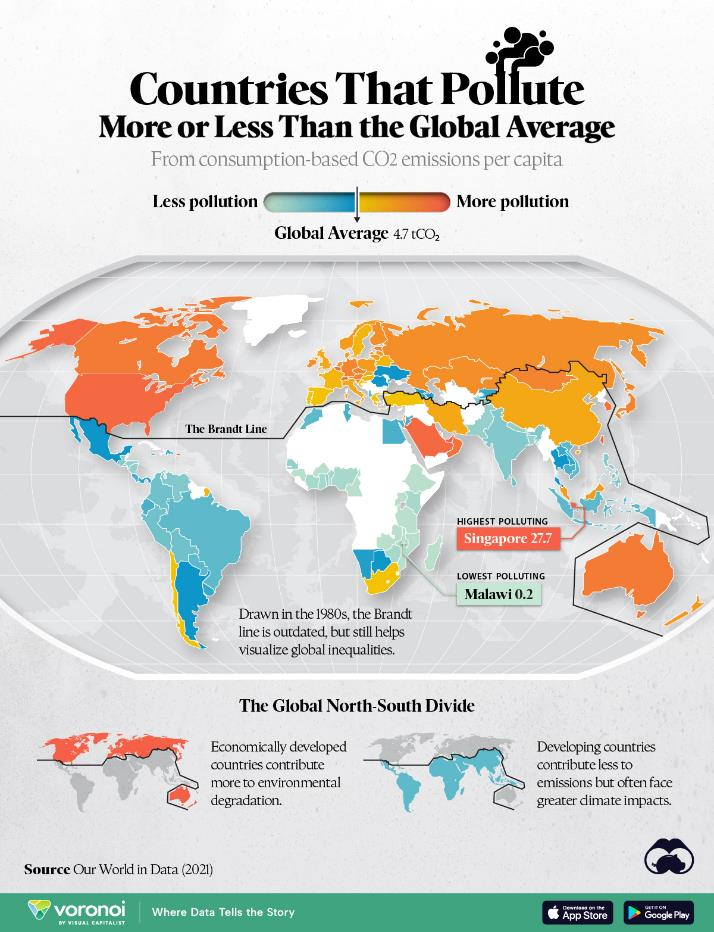 Countries That Pollute
More or Less Than the Global Average
From consumption-based CO2 emissions per capita
Less pollution
More pollution
Global Average 4.7 tCO₂
The Brandt Line
HIGHEST POLLUTING
Singapore 27.7
LOWEST POLLUTING
Malawi 0.2
Drawn in the 1980s, the Brandt
line is outdated, but still helps
visualize global inequalities.
The Global North-South Divide
Economically developed
countries contribute
more to environmental
degradation.
Developing countries
contribute less to
emissions but often face
greater climate impacts.
Source Our World in Data (2021)
voronoi
BY VISUAL CAPITALIST
Where Data Tells the Story
Download on the
App Store
GET IT ON
Google Play